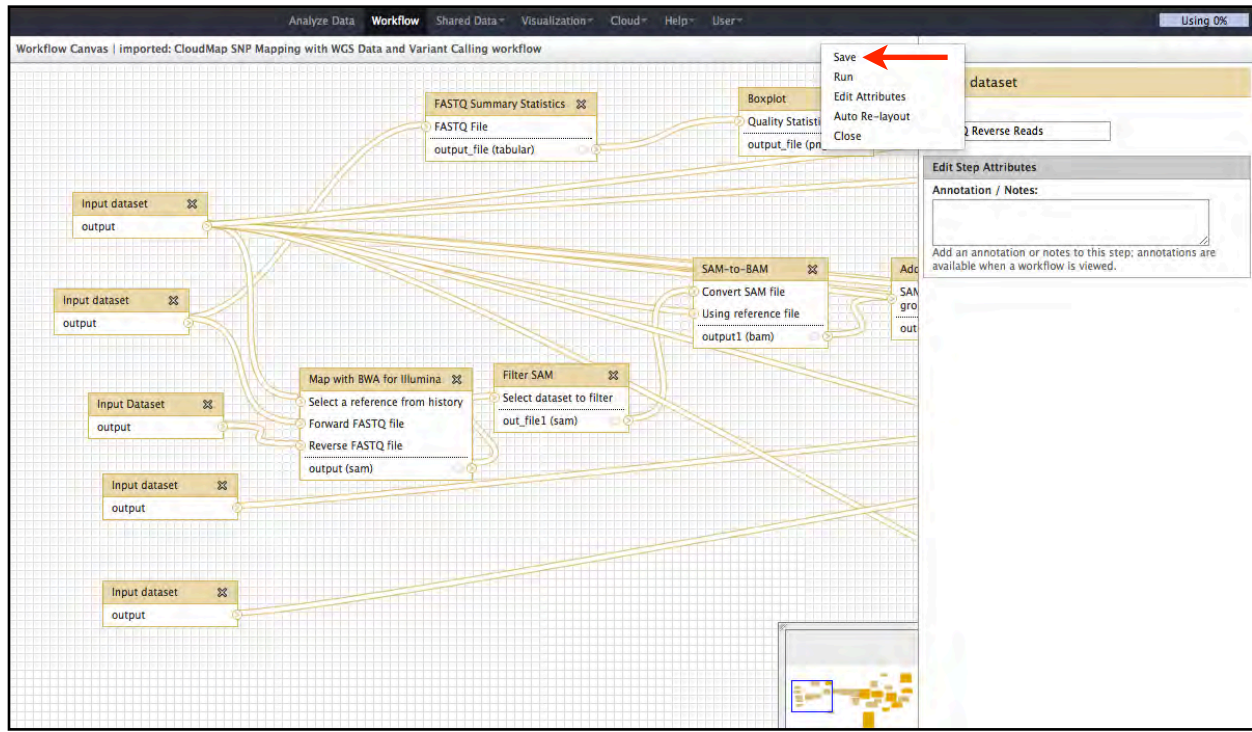 Analyze Data Workflow Shared Data Visualization Cloud Help User Using 0%
Workflow Canvas | imported: CloudMap SNP Mapping with WGS Data and Variant Calling workflow
Save
Run
Edit Attributes
Auto Re-layout
Close
dataset
Reverse Reads
Edit Step Attributes
Annotation / Notes:
Add an annotation or notes to this step; annotations are
available when a workflow is viewed.
FASTQ Summary Statistics
FASTQ File
output_file (tabular)
Boxplot
Quality Statisti
output_file (pn
Input dataset
output
Input dataset
output
SAM-to-BAM
Convert SAM file
Using reference file
output1 (bam)
Add
SAM
gro
out
Map with BWA for Illumina
Select a reference from history
Forward FASTQ file
Reverse FASTQ file
output (sam)
Filter SAM
Select dataset to filter
out_file1 (sam)
Input Dataset
output
Input dataset
output
Input dataset
output